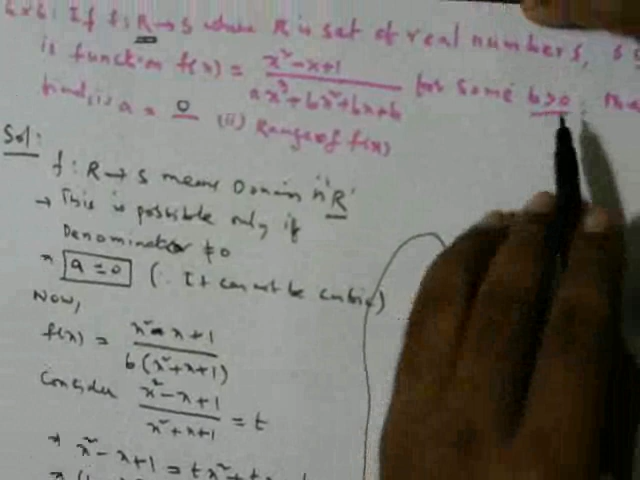 If f: R → S where R is set of real numbers, S
is function f(x) = x² - x + 1 / ax³ + bx² + bx + b for some b > 0.
find, (i) a = 0 (ii) Range of f(x)
Sol:
f: R → S means Domain is 'R'
→ This is possible only if
Denominator ≠ 0
⇒ a = 0 (∵ It can not be cubic)
Now,
f(x) = x² - x + 1 / b(x² + x + 1)
Consider x² - x + 1 / x² + x + 1 = t
⇒ x² - x + 1 = tx² +